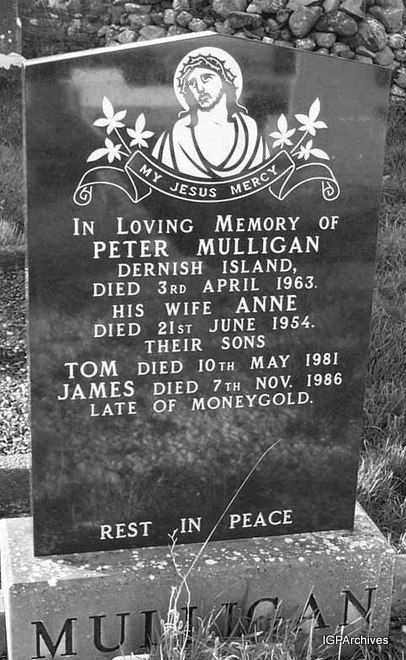 MY JESUS MERCY
IN LOVING MEMORY OF
PETER MULLIGAN
DERNISH ISLAND,
DIED 3RD APRIL 1963.
HIS WIFE ANNE
DIED 21ST JUNE 1954.
THEIR SONS
TOM DIED 10TH MAY 1981
JAMES DIED 7TH NOV. 1986
LATE OF MONEYGOLD.
REST IN PEACE
MULLIGAN
IGPArchives